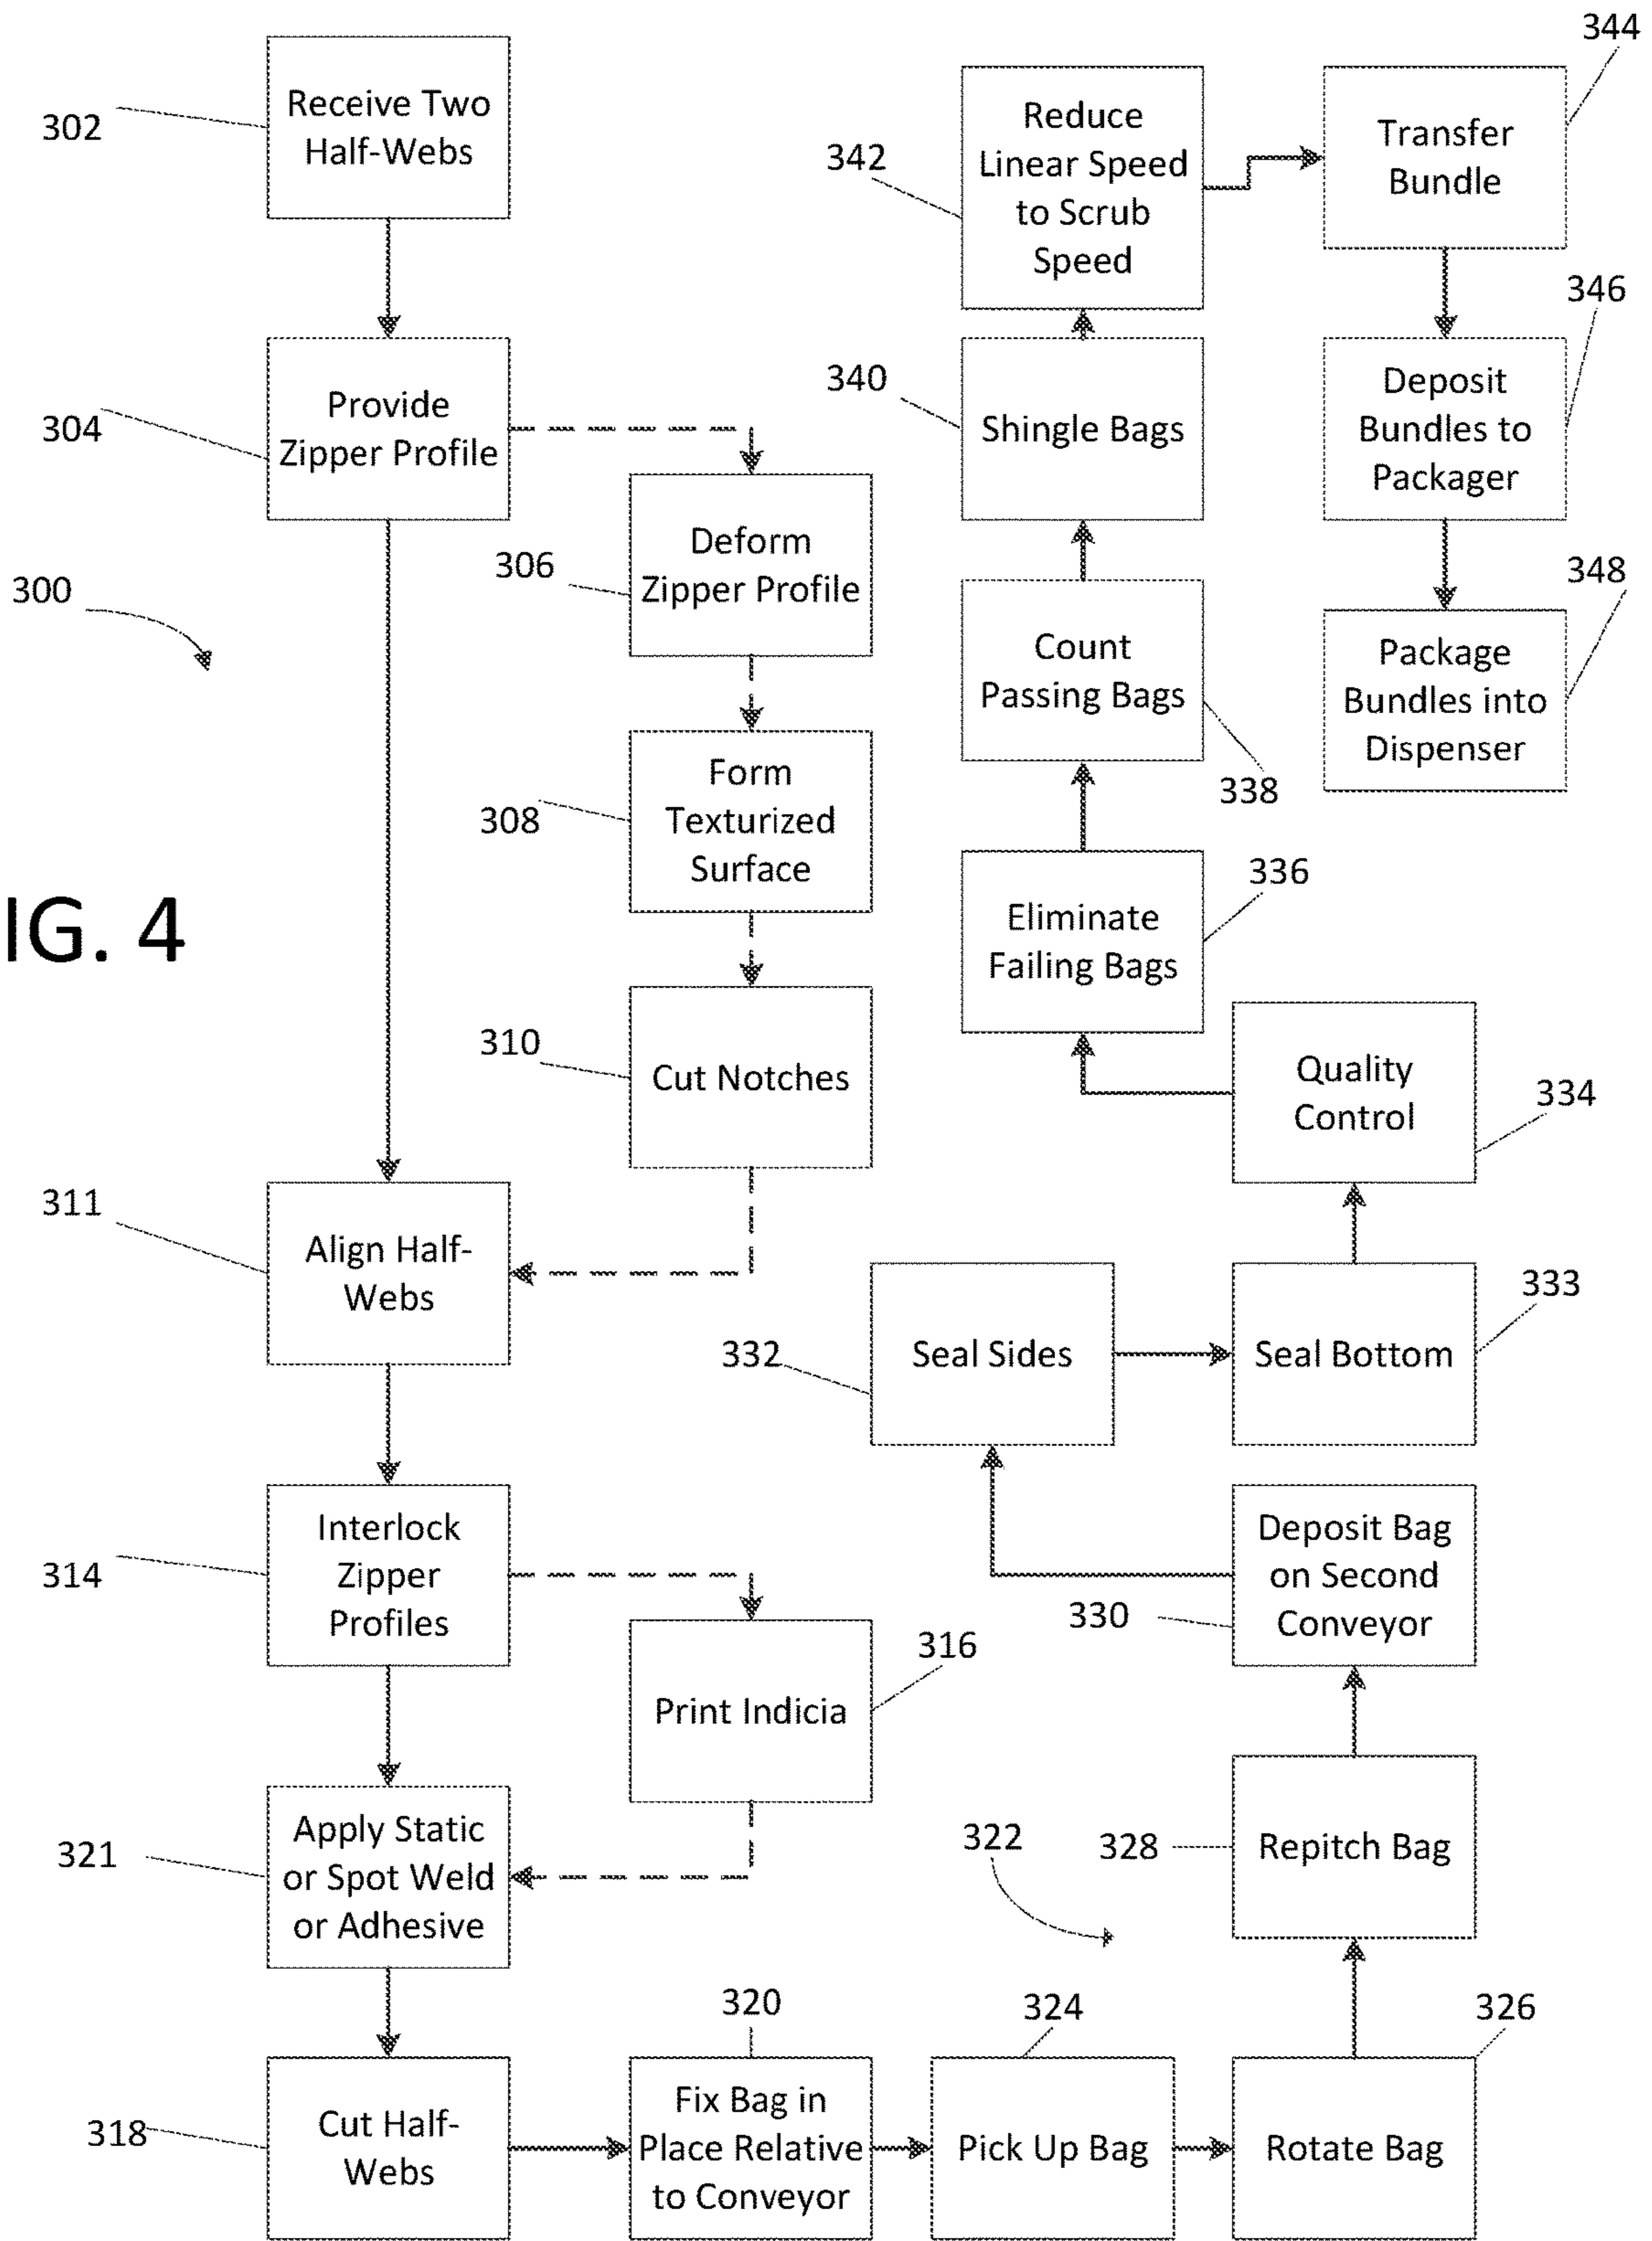 302
Receive Two
Half-Webs
304
Provide
Zipper Profile
300
306
Deform
Zipper Profile
308
Form
Texturized
Surface
IG. 4
310
Cut Notches
311
Align Half-
Webs
314
Interlock
Zipper
Profiles
316
Print Indicia
321
Apply Static
or Spot Weld
or Adhesive
318
Cut Half-
Webs
320
Fix Bag in
Place Relative
to Conveyor
324
Pick Up Bag
326
Rotate Bag
322
328
Repitch Bag
330
Deposit Bag
on Second
Conveyor
332
Seal Sides
333
Seal Bottom
334
Quality
Control
336
Eliminate
Failing Bags
338
Count
Passing Bags
340
Shingle Bags
342
Reduce
Linear Speed
to Scrub
Speed
344
Transfer
Bundle
346
Deposit
Bundles to
Packager
348
Package
Bundles into
Dispenser